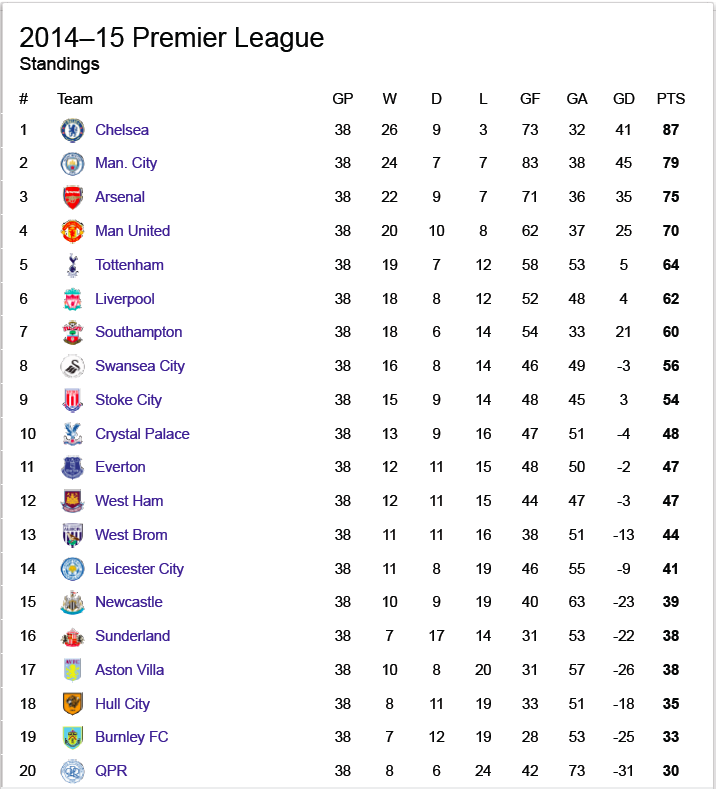 2014–15 Premier League
Standings
# Team GP W D L GF GA GD PTS
1 Chelsea 38 26 9 3 73 32 41 87
2 Man. City 38 24 7 7 83 38 45 79
3 Arsenal 38 22 9 7 71 36 35 75
4 Man United 38 20 10 8 62 37 25 70
5 Tottenham 38 19 7 12 58 53 5 64
6 Liverpool 38 18 8 12 52 48 4 62
7 Southampton 38 18 6 14 54 33 21 60
8 Swansea City 38 16 8 14 46 49 -3 56
9 Stoke City 38 15 9 14 48 45 3 54
10 Crystal Palace 38 13 9 16 47 51 -4 48
11 Everton 38 12 11 15 48 50 -2 47
12 West Ham 38 12 11 15 44 47 -3 47
13 West Brom 38 11 11 16 38 51 -13 44
14 Leicester City 38 11 8 19 46 55 -9 41
15 Newcastle 38 10 9 19 40 63 -23 39
16 Sunderland 38 7 17 14 31 53 -22 38
17 Aston Villa 38 10 8 20 31 57 -26 38
18 Hull City 38 8 11 19 33 51 -18 35
19 Burnley FC 38 7 12 19 28 53 -25 33
20 QPR 38 8 6 24 42 73 -31 30